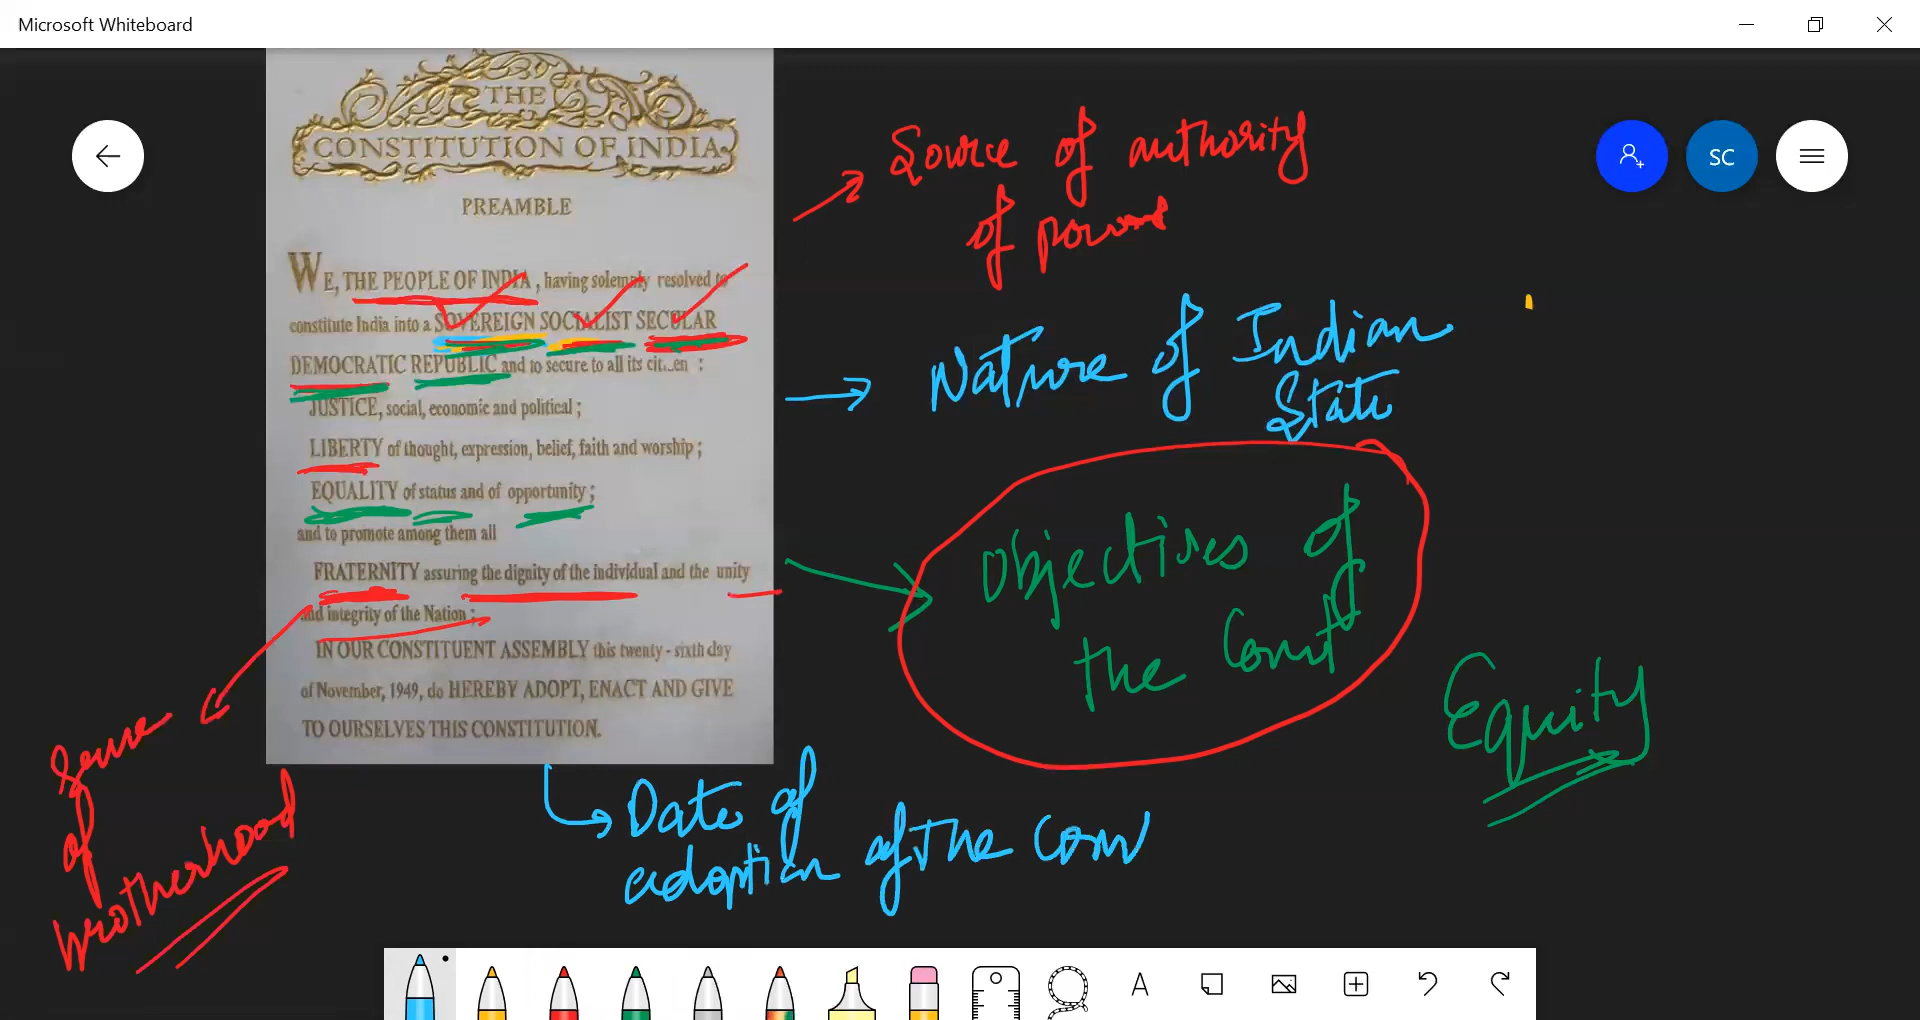 Microsoft Whiteboard
THE
CONSTITUTION OF INDIA
PREAMBLE
WE, THE PEOPLE OF INDIA, having solemnly resolved to
constitute India into a SOVEREIGN SOCIALIST SECULAR
DEMOCRATIC REPUBLIC and to secure to all its
JUSTICE, social, economic and political;
LIBERTY of thought, expression, belief, faith and worship;
EQUALITY of status and of opportunity;
and to promote among them all
FRATERNITY assuring the dignity of the individual and the unity
and integrity of the Nation;
IN OUR CONSTITUENT ASSEMBLY this twenty-sixth day
of November, 1949, do HEREBY ADOPT, ENACT AND GIVE
TO OURSELVES THIS CONSTITUTION.
Source of authority
of
Nature of Indian
State
Objectives of
the Const
Equity
Date of
adoption of the Con
Sense
of
brotherhood
SC
A